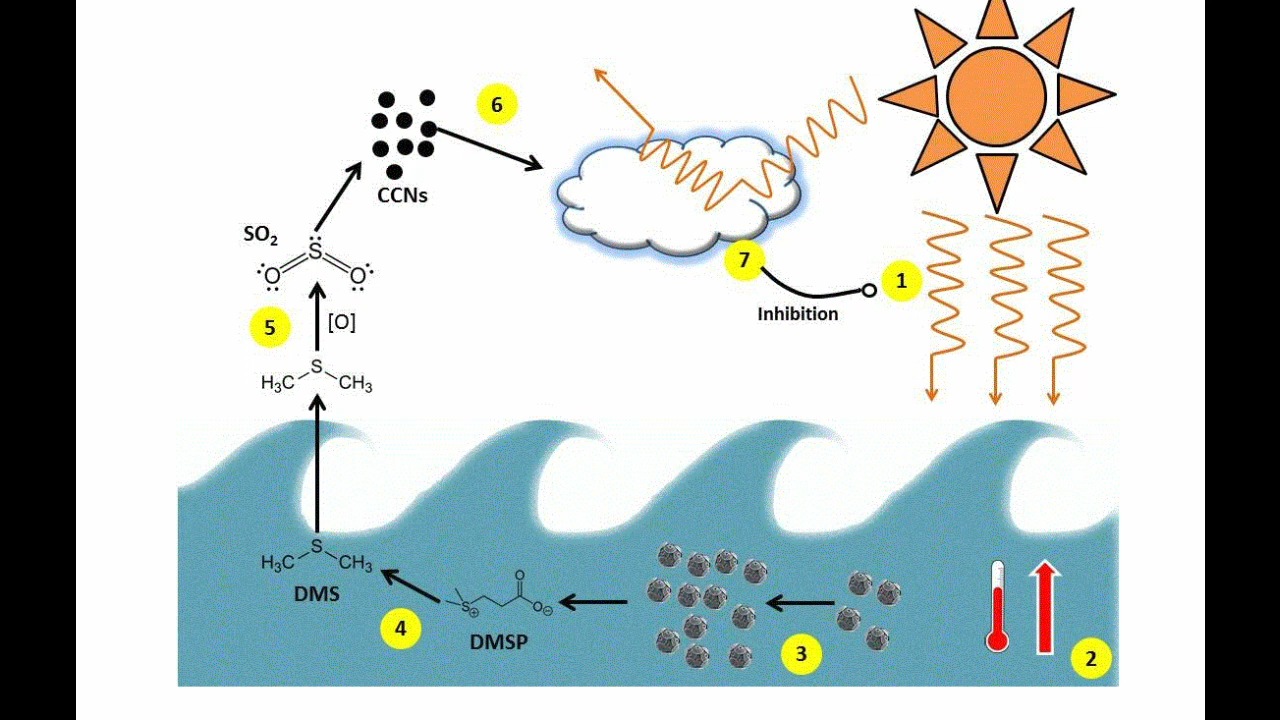 6
CCNs
SO₂
S
O
O
7
1
Inhibition
5
[O]
S
H₃C
CH₃
S
H₃C
CH₃
DMS
O
S⊕
O⊖
4
DMSP
3
2